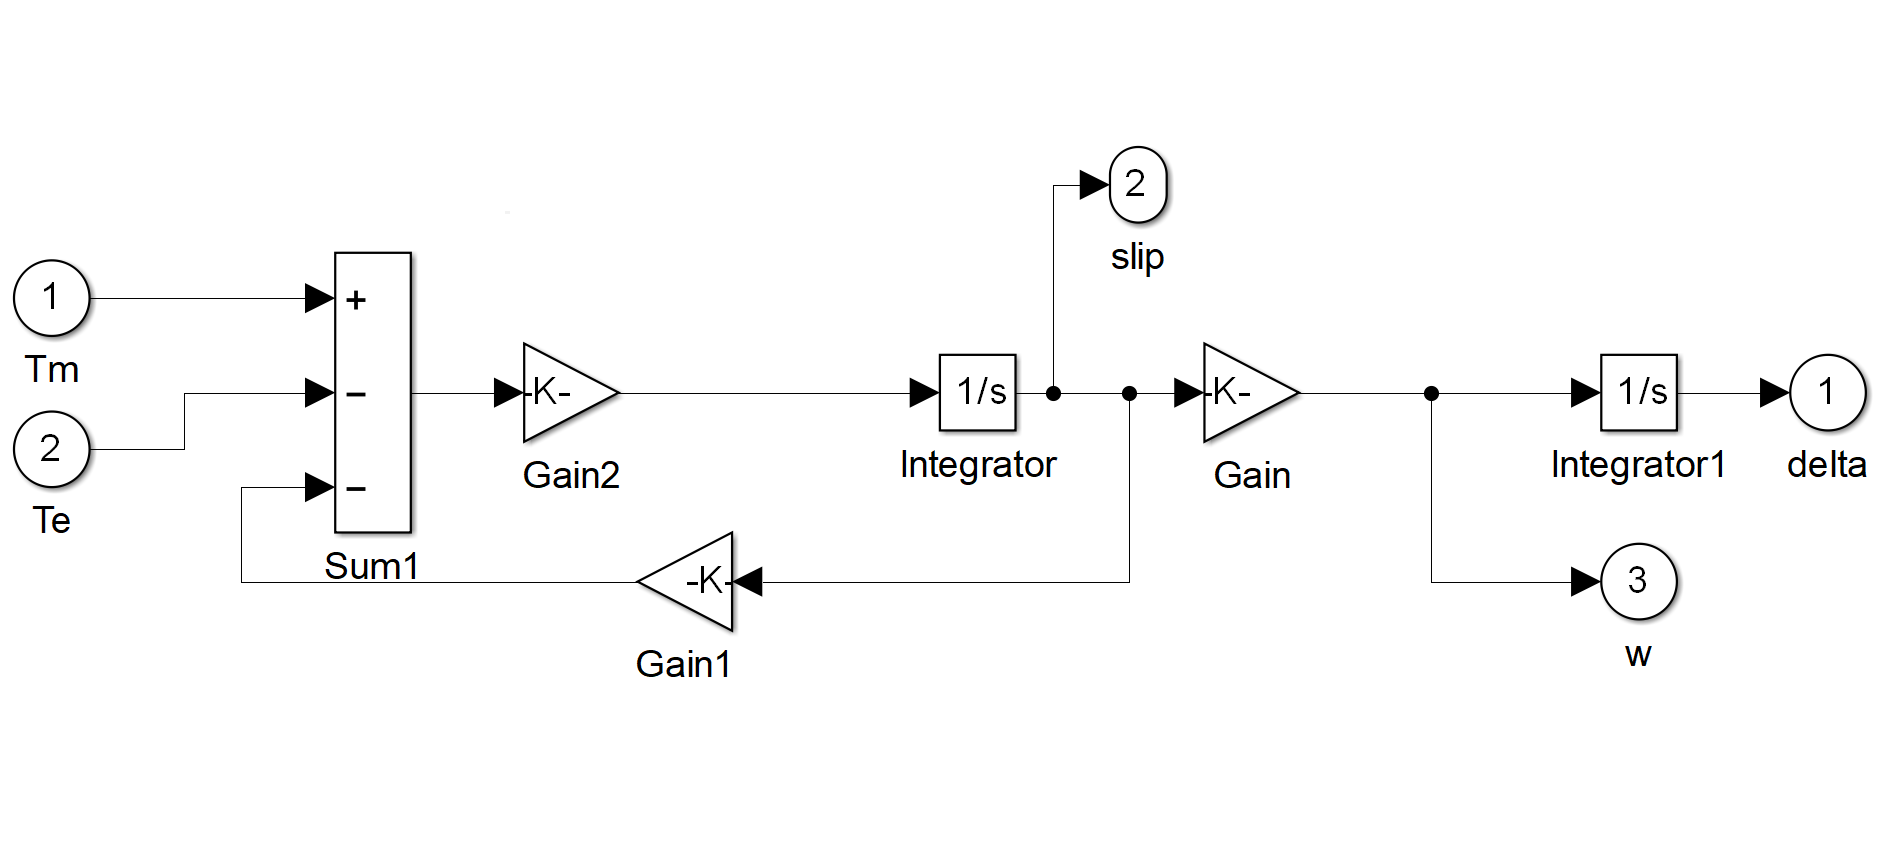 2
slip
1
+
Tm
−
-K-
1/s
-K-
1/s
1
2
Integrator
Integrator1
delta
Gain2
Gain
−
Te
Sum1
-K-
3
Gain1
w